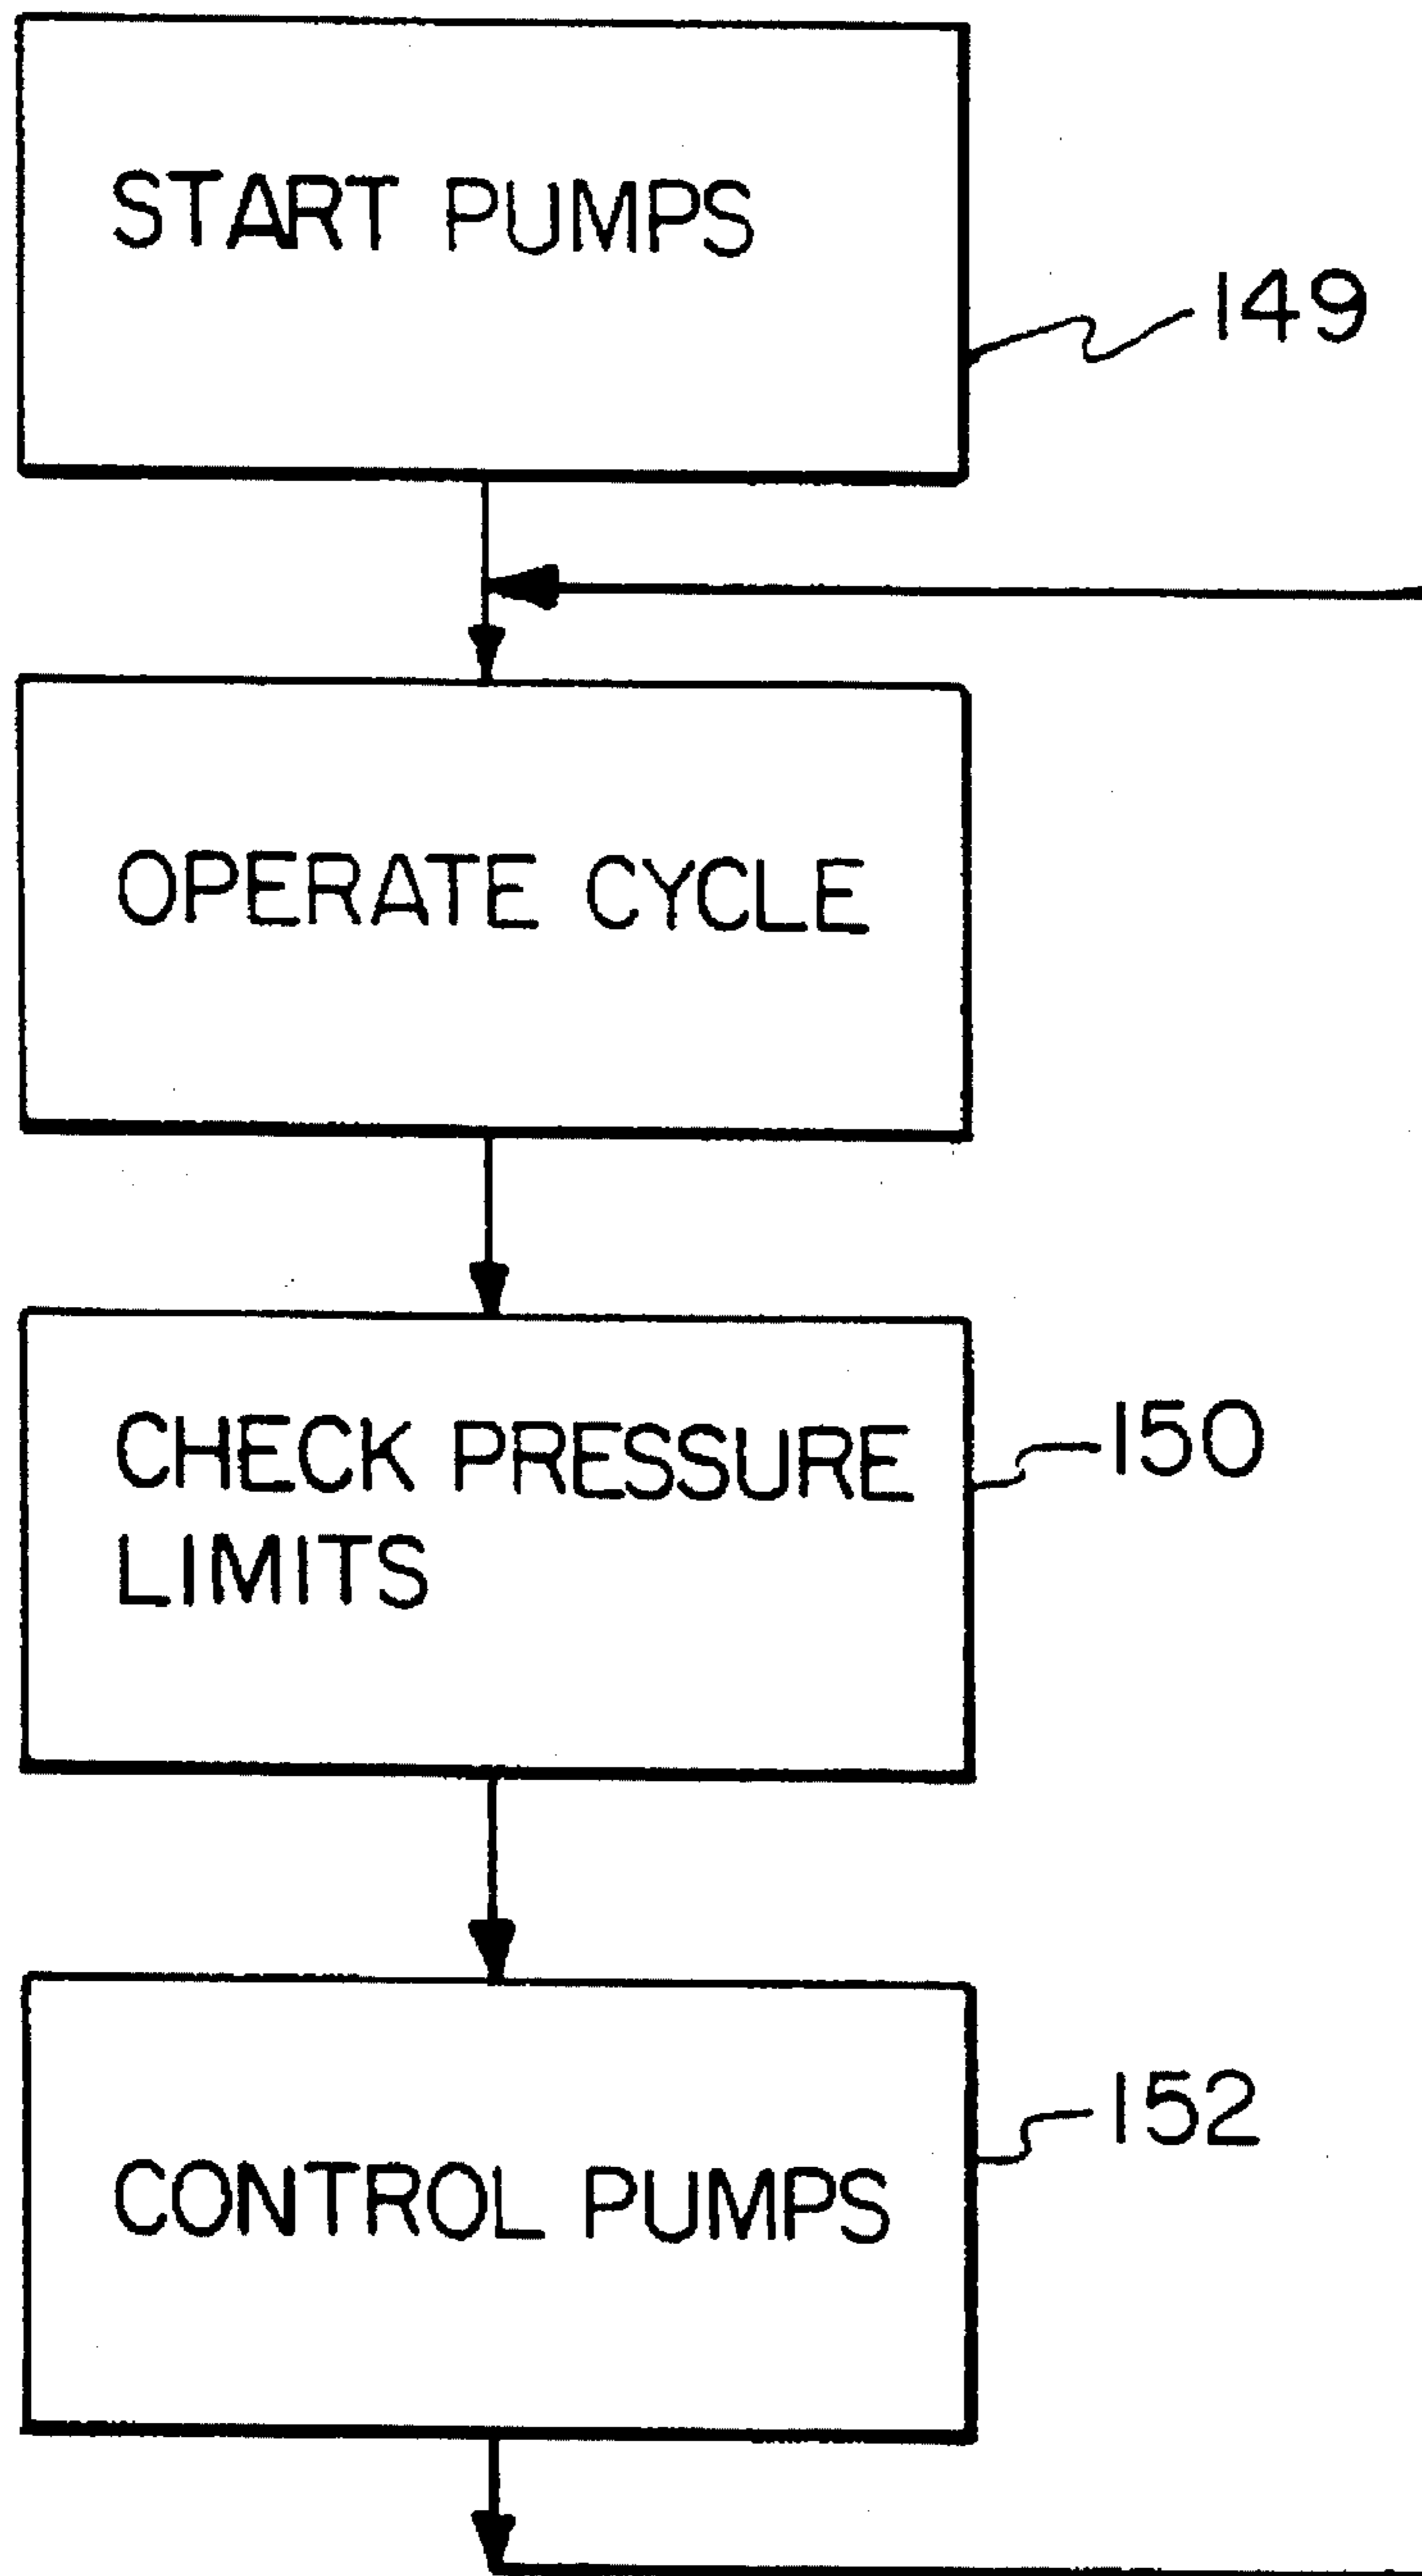 START PUMPS
149
OPERATE CYCLE
CHECK PRESSURE
LIMITS
150
CONTROL PUMPS
152